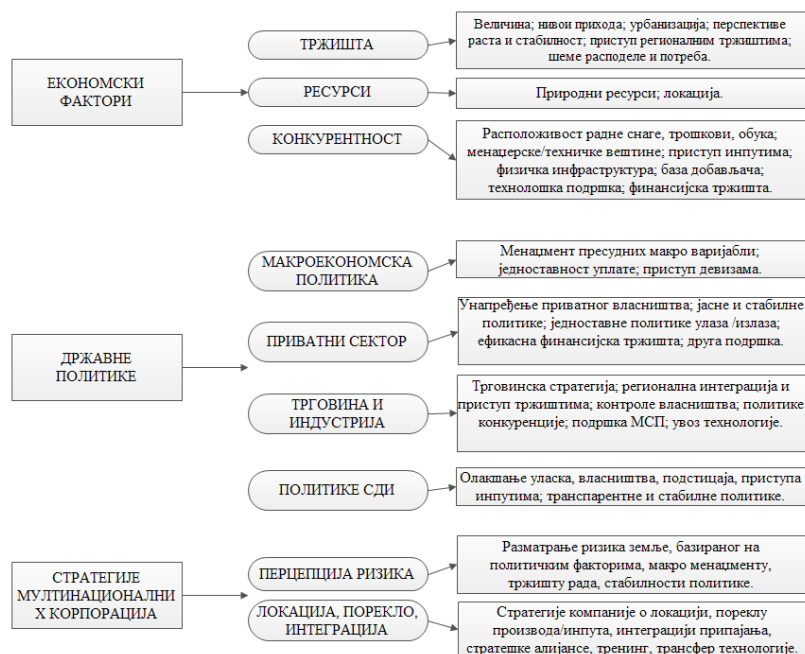 ЕКОНОМСКИ
ФАКТОРИ
ТРЖИШТА
Величина; нивои прихода; урбанизација; перспективе
раста и стабилност; приступ регионалним тржиштима;
шеме расподеле и потреба.
РЕСУРСИ
Природни ресурси; локација.
КОНКУРЕНТНОСТ
Расположивост радне снаге, трошкови, обука;
менаџерске/техничке вештине; приступ инпутима;
физичка инфраструктура; база добављача;
технолошка подршка; финансијска тржишта.
ДРЖАВНЕ
ПОЛИТИКЕ
МАКРОЕКОНОМСКА
ПОЛИТИКА
Менаџмент пресудних макро варијабли;
једноставност уплате; приступ девизама.
ПРИВАТНИ СЕКТОР
Унапређење приватног власништва; јасне и стабилне
политике; једноставне политике улаза /излаза;
ефикасна финансијска тржишта; друга подршка.
ТРГОВИНА И
ИНДУСТРИЈА
Трговинска стратегија; регионална интеграција и
приступ тржиштима; контроле власништва; политике
конкуренције; подршка МСП; увоз технологије.
ПОЛИТИКЕ СДИ
Олакшање уласка, власништва, подстицаја, приступа
инпутима; транспарентне и стабилне политике.
СТРАТЕГИЈЕ
МУЛТИНАЦИОНАЛНИ
Х КОРПОРАЦИЈА
ПЕРЦЕПЦИЈА РИЗИКА
Разматрање ризика земље, базираног на
политичким факторима, макро менаџменту,
тржишту рада, стабилности политике.
ЛОКАЦИЈА, ПОРЕКЛО,
ИНТЕГРАЦИЈА
Стратегије компаније о локацији, пореклу
производа/инпута, интеграцији припајања,
стратешке алијансе, тренинг, трансфер технологије.